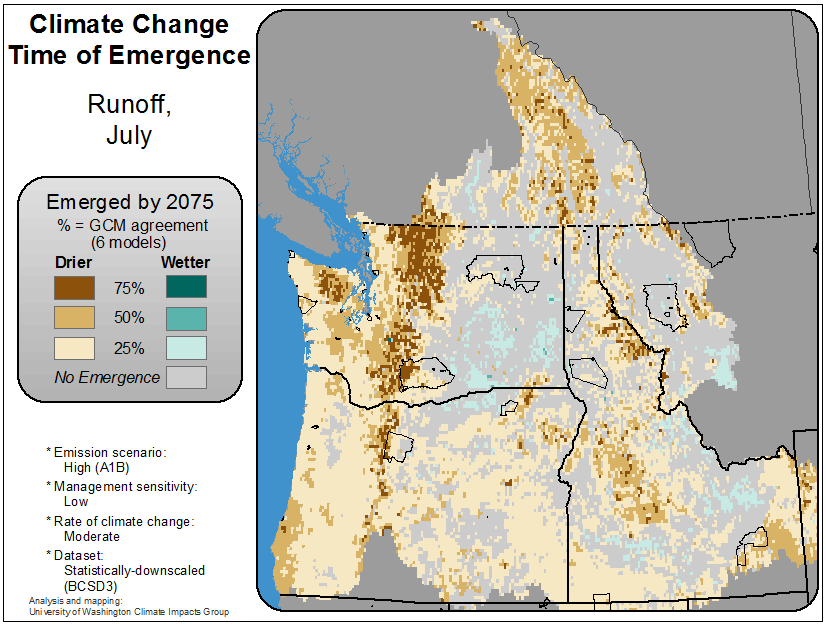 Climate Change
Time of Emergence
Runoff,
July
Emerged by 2075
% = GCM agreement
(6 models)
Drier Wetter
75%
50%
25%
No Emergence
* Emission scenario:
High (A1B)
* Management sensitivity:
Low
* Rate of climate change:
Moderate
* Dataset:
Statistically-downscaled
(BCSD3)
Analysis and mapping:
University of Washington Climate Impacts Group